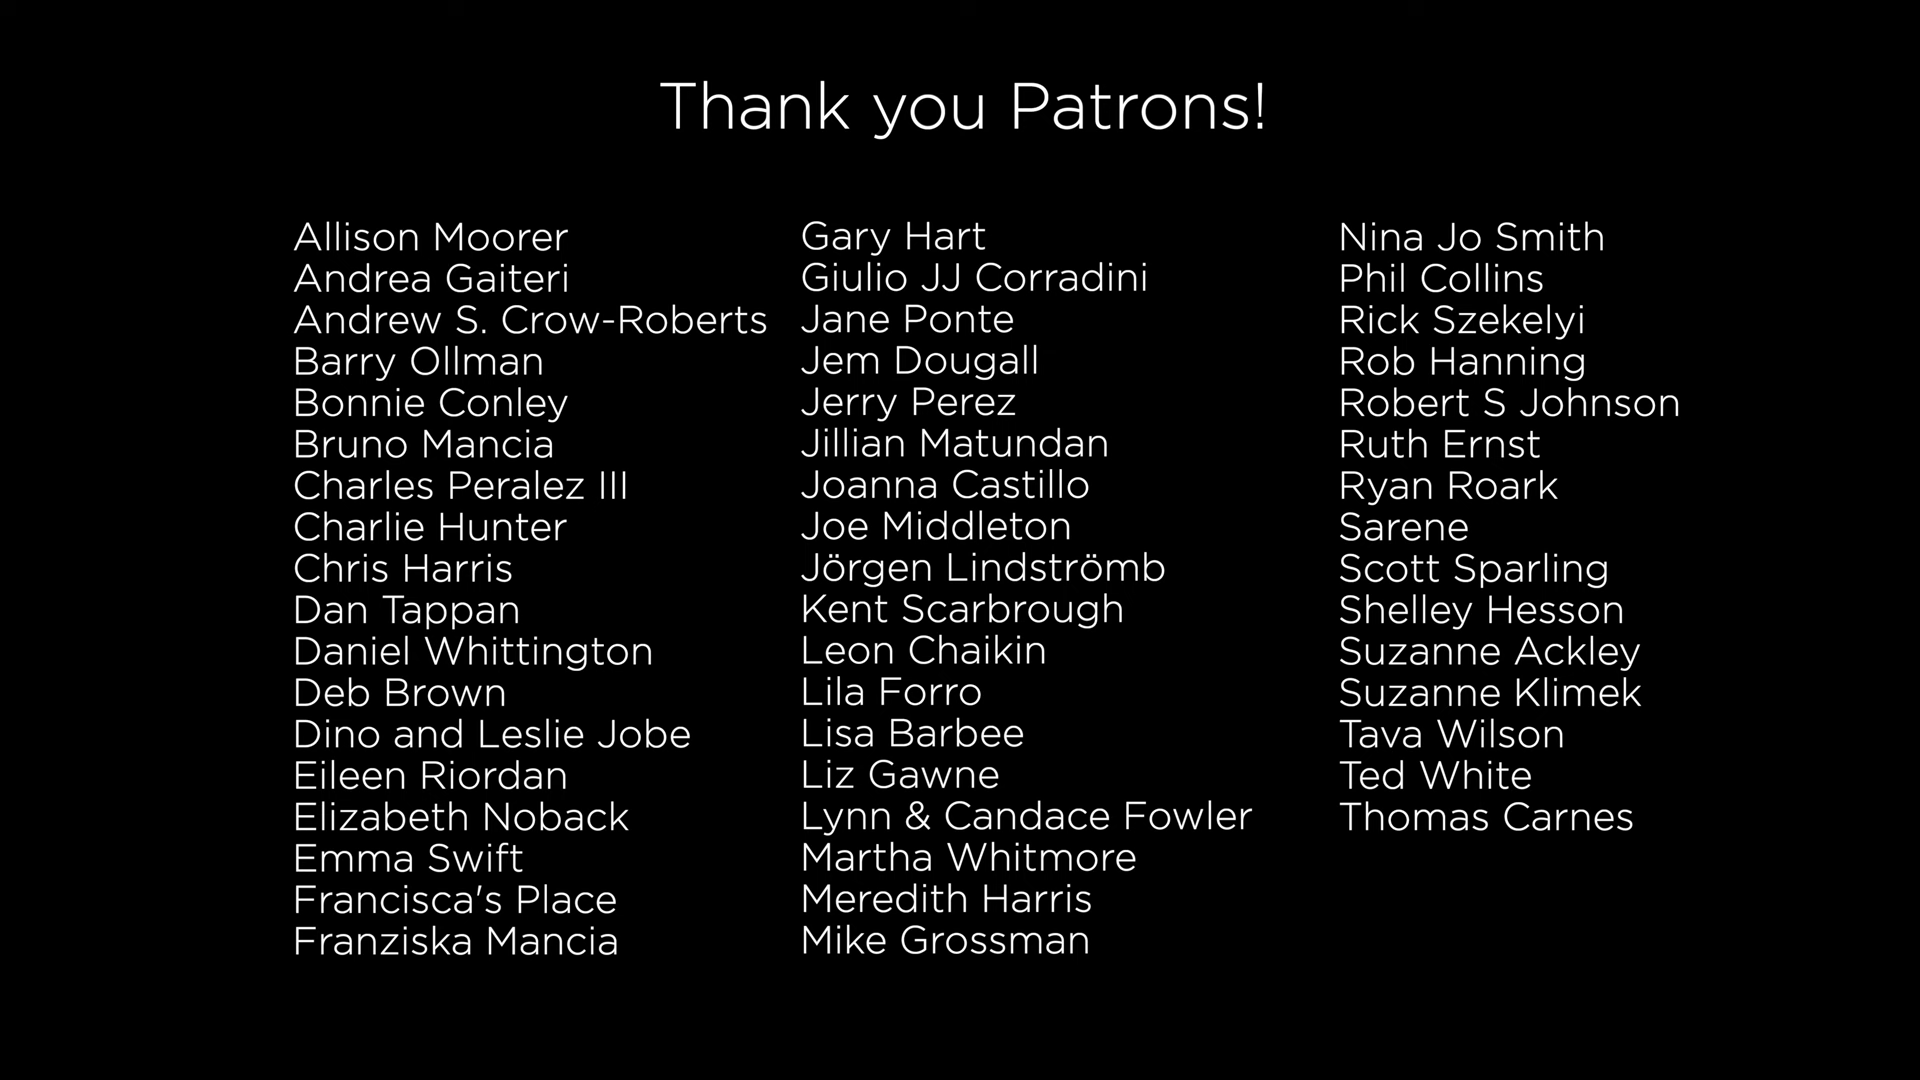 Thank you Patrons!
Allison Moorer
Andrea Gaiteri
Andrew S. Crow-Roberts
Barry Ollman
Bonnie Conley
Bruno Mancia
Charles Peralez III
Charlie Hunter
Chris Harris
Dan Tappan
Daniel Whittington
Deb Brown
Dino and Leslie Jobe
Eileen Riordan
Elizabeth Noback
Emma Swift
Francisca's Place
Franziska Mancia
Gary Hart
Giulio JJ Corradini
Jane Ponte
Jem Dougall
Jerry Perez
Jillian Matundan
Joanna Castillo
Joe Middleton
Jörgen Lindströmb
Kent Scarbrough
Leon Chaikin
Lila Forro
Lisa Barbee
Liz Gawne
Lynn & Candace Fowler
Martha Whitmore
Meredith Harris
Mike Grossman
Nina Jo Smith
Phil Collins
Rick Szekelyi
Rob Hanning
Robert S Johnson
Ruth Ernst
Ryan Roark
Sarene
Scott Sparling
Shelley Hesson
Suzanne Ackley
Suzanne Klimek
Tava Wilson
Ted White
Thomas Carnes